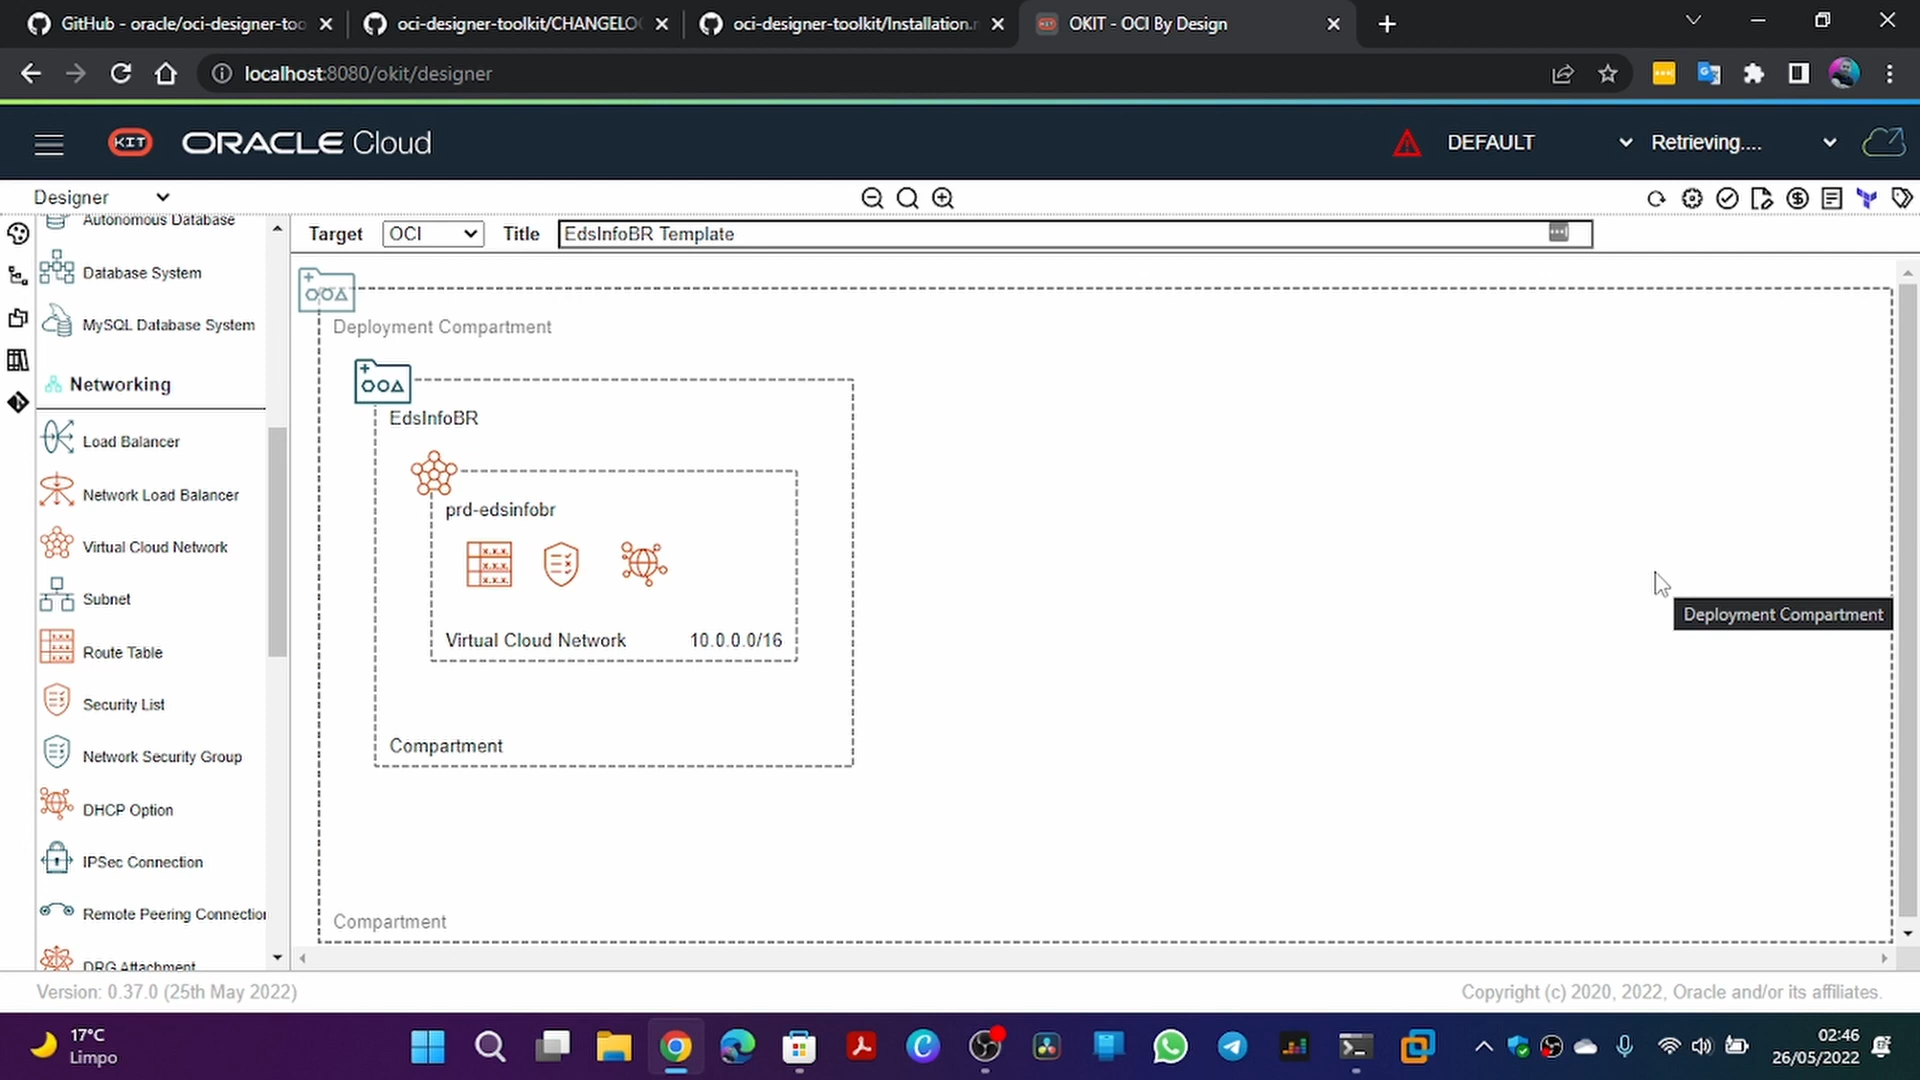 GitHub - oracle/oci-designer-too
oci-designer-toolkit/CHANGELOG
oci-designer-toolkit/Installation.m
OKIT - OCI By Design
localhost:8080/okit/designer
KIT
ORACLE Cloud
DEFAULT
Retrieving....
Designer
Target
OCI
Title
EdsInfoBR Template
Autonomous Database
Database System
MySQL Database System
Networking
Load Balancer
Network Load Balancer
Virtual Cloud Network
Subnet
Route Table
Security List
Network Security Group
DHCP Option
IPSec Connection
Remote Peering Connection
DRG Attachment
Deployment Compartment
EdsInfoBR
prd-edsinfobr
Virtual Cloud Network
10.0.0.0/16
Compartment
Compartment
Deployment Compartment
Version: 0.37.0 (25th May 2022)
Copyright (c) 2020, 2022, Oracle and/or its affiliates.
17°C
Limpo
02:46
26/05/2022